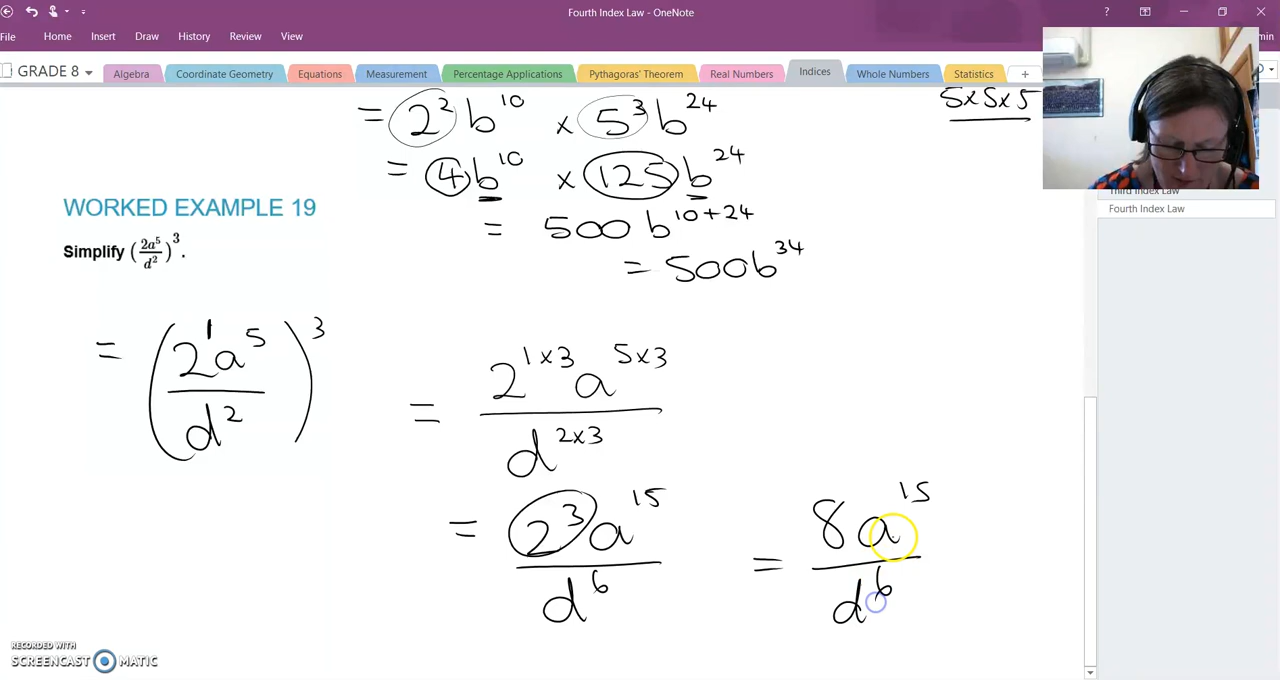 Fourth Index Law - OneNote
?
File Home Insert Draw History Review View
GRADE 8 Algebra Coordinate Geometry Equations Measurement Percentage Applications Pythagoras' Theorem Real Numbers Indices Whole Numbers Statistics +
= 2² b¹⁰ × 5³ b²⁴
5×5×5
= 4 b¹⁰ × 125 b²⁴
= 500 b¹⁰⁺²⁴
= 500b³⁴
Third Index Law
Fourth Index Law
WORKED EXAMPLE 19
Simplify (2a⁵/d²)³.
= (2¹a⁵/d²)³ = 2¹ˣ³a⁵ˣ³/d²ˣ³
= 2³a¹⁵/d⁶ = 8a¹⁵/d⁶
RECORDED WITH
SCREENCAST MATIC